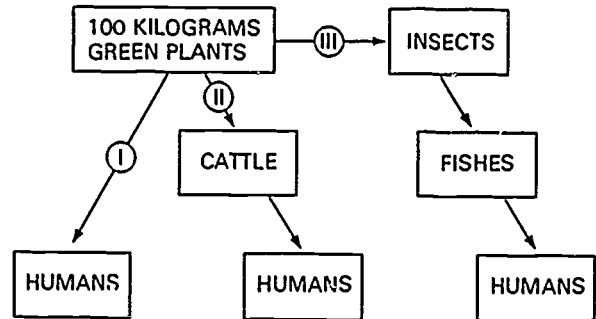 100 KILOGRAMS
GREEN PLANTS
III
INSECTS
II
I
CATTLE
FISHES
HUMANS
HUMANS
HUMANS